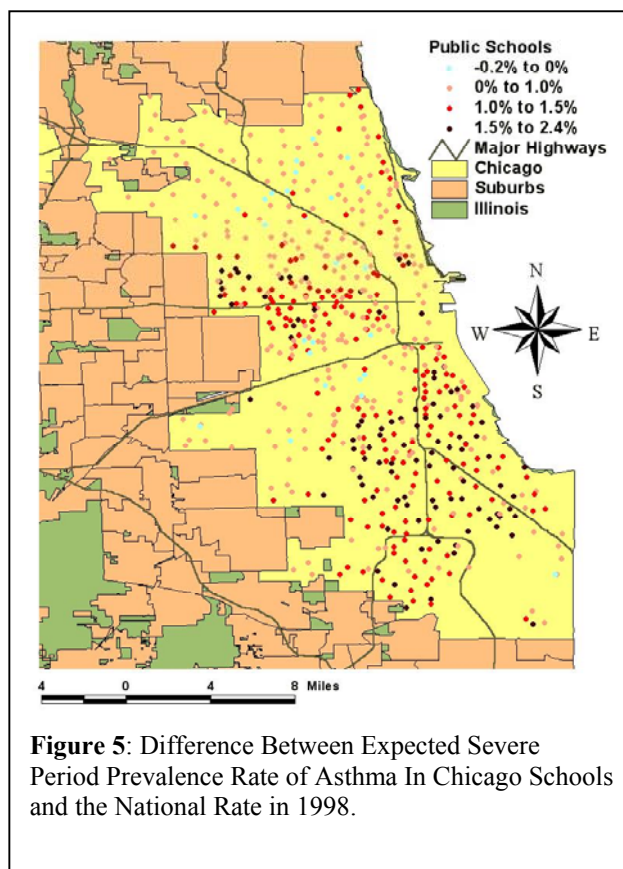 Public Schools
-0.2% to 0%
0% to 1.0%
1.0% to 1.5%
1.5% to 2.4%
Major Highways
Chicago
Suburbs
Illinois
N
W E
S
4 0 4 8 Miles
Figure 5: Difference Between Expected Severe
Period Prevalence Rate of Asthma In Chicago Schools
and the National Rate in 1998.